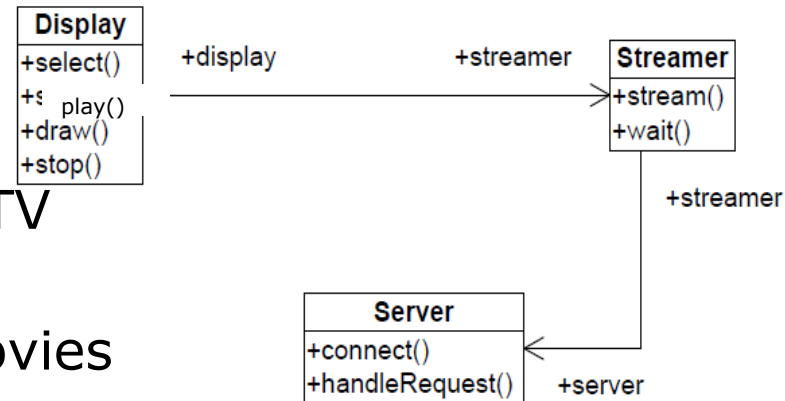 Display
+select()
+s play()
+draw()
+stop()
+display
+streamer
Streamer
+stream()
+wait()
+streamer
TV
ovies
Server
+connect()
+handleRequest()
+server